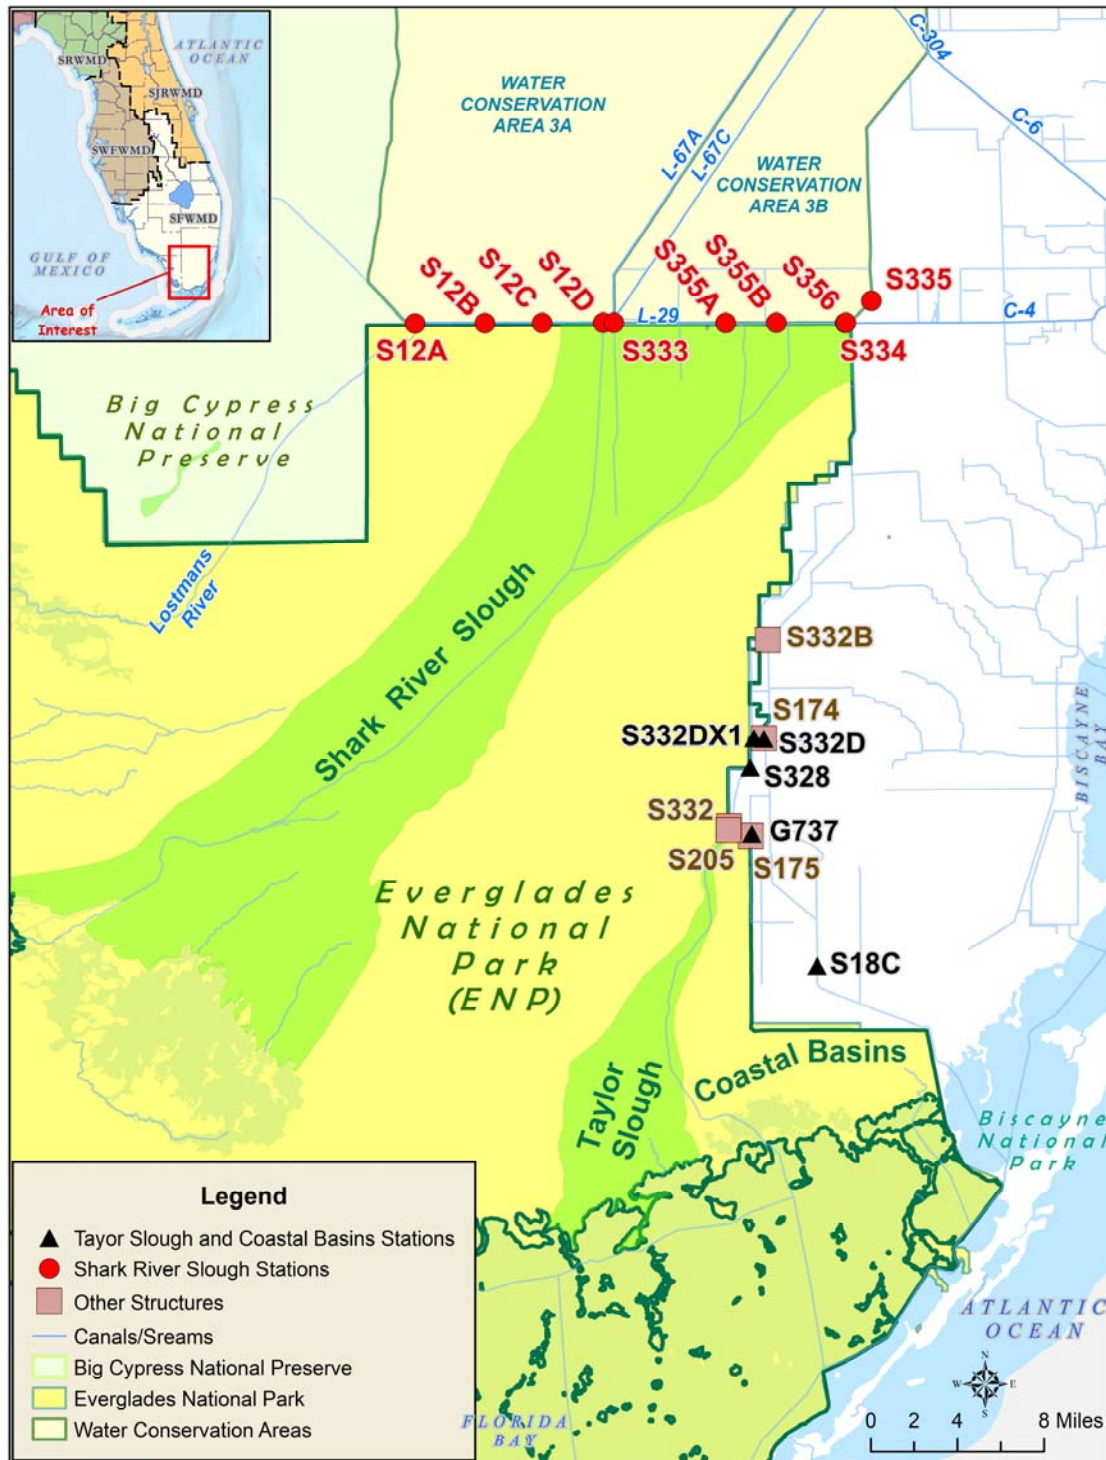 SRWMD
ATLANTIC
OCEAN
SJRWMD
SWFWMD
SFWMD
GULF OF
MEXICO
Area of
Interest
WATER
CONSERVATION
AREA 3A
L-67A
L-67C
WATER
CONSERVATION
AREA 3B
C-304
C-6
S12A
S12B
S12C
S12D
S333
L-29
S355A
S355B
S356
S335
S334
C-4
Big Cypress
National
Preserve
Lostmans
River
Shark River Slough
S332B
S174
S332DX1
S332D
S328
S332
G737
S205
S175
BISCAYNE
BAY
Everglades
National
Park
(ENP)
S18C
Coastal Basins
Taylor
Slough
Biscayne
National
Park
Legend
Tayor Slough and Coastal Basins Stations
Shark River Slough Stations
Other Structures
Canals/Sreams
Big Cypress National Preserve
Everglades National Park
Water Conservation Areas
FLORIDA
BAY
ATLANTIC
OCEAN
N
W E
S
0 2 4 8 Miles